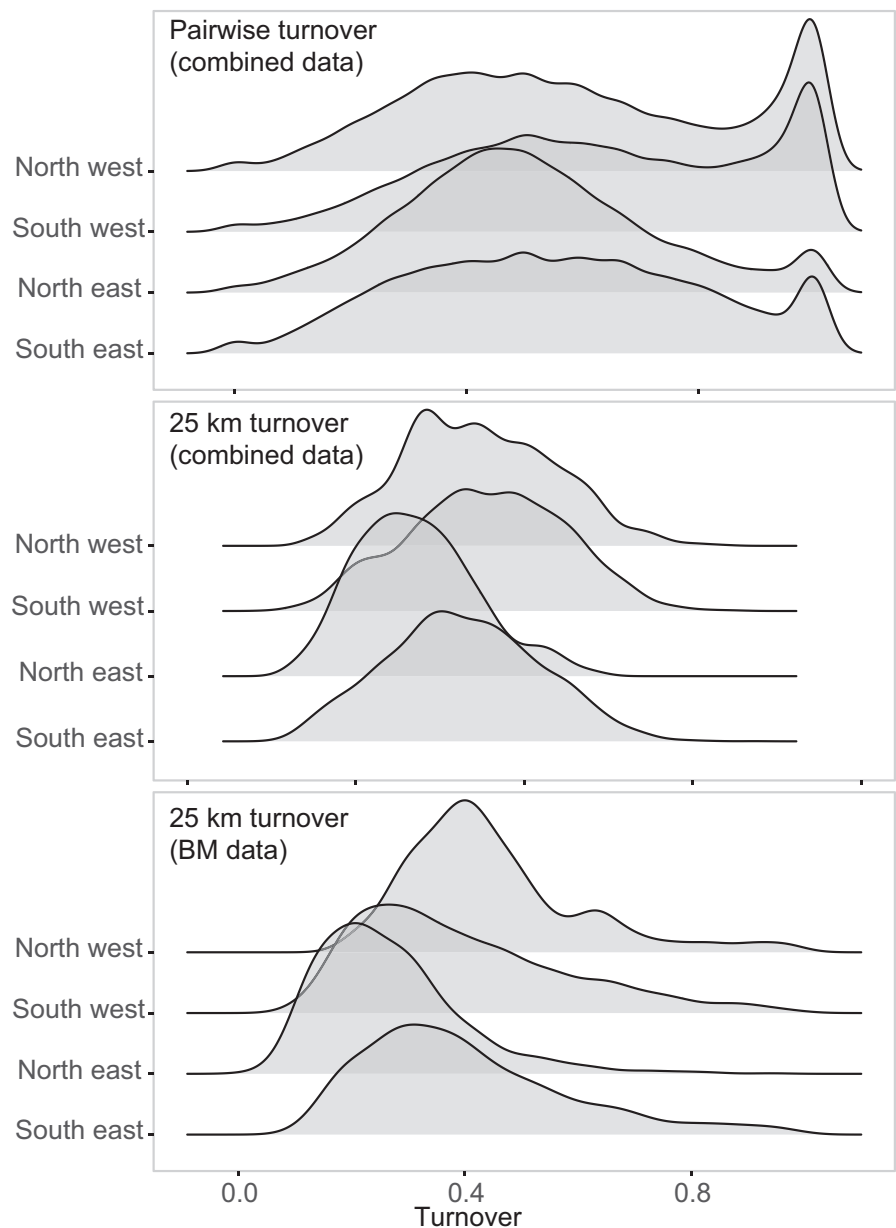 Pairwise turnover
(combined data)
North west
South west
North east
South east
25 km turnover
(combined data)
North west
South west
North east
South east
25 km turnover
(BM data)
North west
South west
North east
South east
0.0 0.4 0.8
Turnover